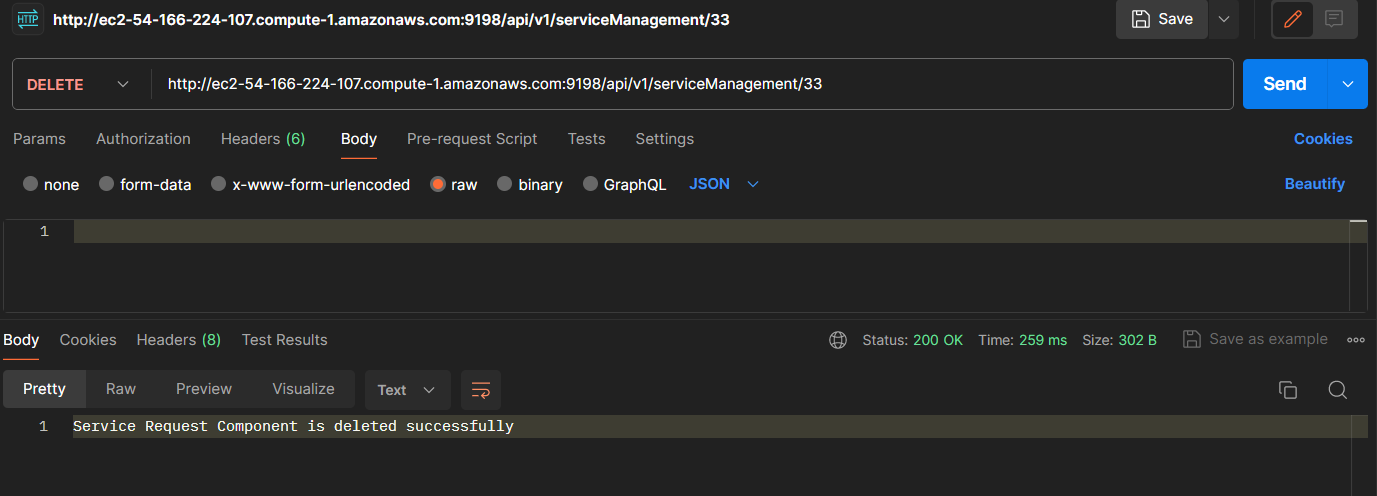 HTTP http://ec2-54-166-224-107.compute-1.amazonaws.com:9198/api/v1/serviceManagement/33 Save
DELETE http://ec2-54-166-224-107.compute-1.amazonaws.com:9198/api/v1/serviceManagement/33 Send
Params Authorization Headers (6) Body Pre-request Script Tests Settings Cookies
none form-data x-www-form-urlencoded raw binary GraphQL JSON Beautify
1
Body Cookies Headers (8) Test Results Status: 200 OK Time: 259 ms Size: 302 B Save as example
Pretty Raw Preview Visualize Text
1 Service Request Component is deleted successfully